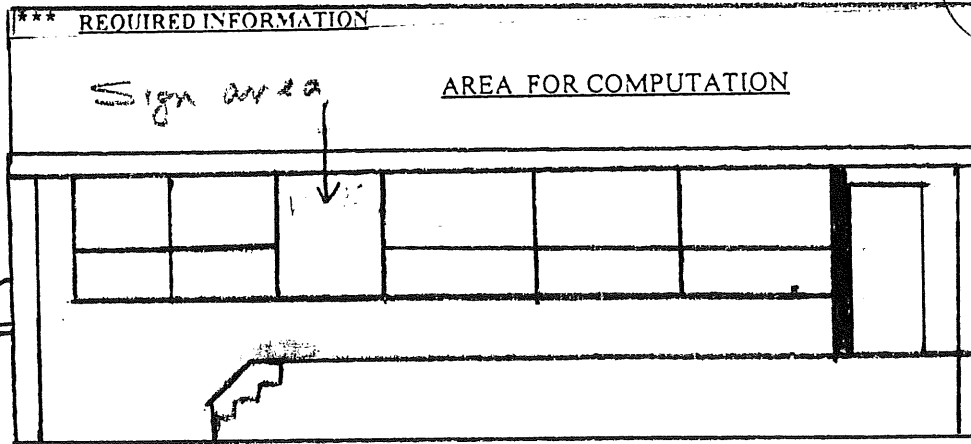 *** REQUIRED INFORMATION
Sign area
AREA FOR COMPUTATION